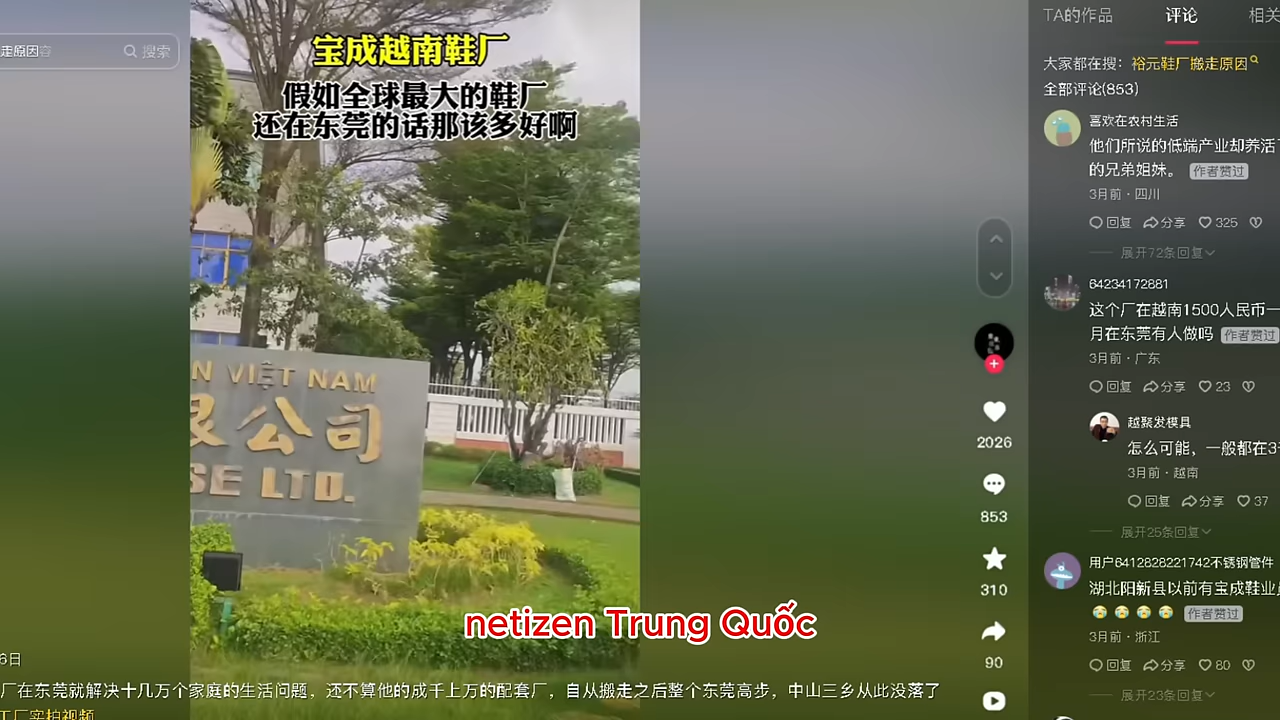 走原因容
搜索
宝成越南鞋厂
假如全球最大的鞋厂
还在东莞的话那该多好啊
N VIỆT NAM
限公司
SE LTD.
netizen Trung Quốc
6日
厂在东莞就解决十几万个家庭的生活问题，还不算他的成千上万的配套厂，自从搬走之后整个东莞高步，中山三乡从此没落了
工厂实拍视频
2026
853
310
90
TA的作品
评论
相关
大家都在搜：裕元鞋厂搬走原因
全部评论(853)
喜欢在农村生活
他们所说的低端产业却养活了
的兄弟姐妹。 作者赞过
3月前·四川
回复 分享 325
展开72条回复
64234172881
这个厂在越南1500人民币一
月在东莞有人做吗 作者赞过
3月前·广东
回复 分享 23
越聚发模具
怎么可能，一般都在3千
3月前·越南
回复 分享 37
展开25条回复
用户6412828221742不锈钢管件
湖北阳新县以前有宝成鞋业
😭😭😭😭 作者赞过
3月前·浙江
回复 分享 80
展开23条回复